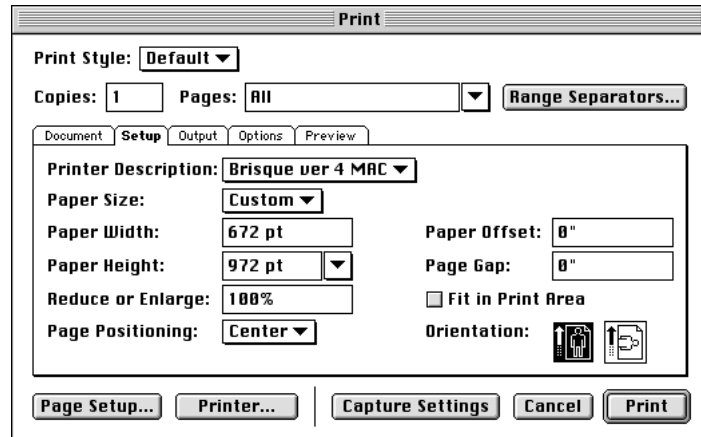 Print
Print Style: Default
Copies: 1 Pages: All Range Separators...
Document Setup Output Options Preview
Printer Description: Brisque ver 4 MAC
Paper Size: Custom
Paper Width: 672 pt Paper Offset: 0"
Paper Height: 972 pt Page Gap: 0"
Reduce or Enlarge: 100% Fit in Print Area
Page Positioning: Center Orientation:
Page Setup... Printer... Capture Settings Cancel Print